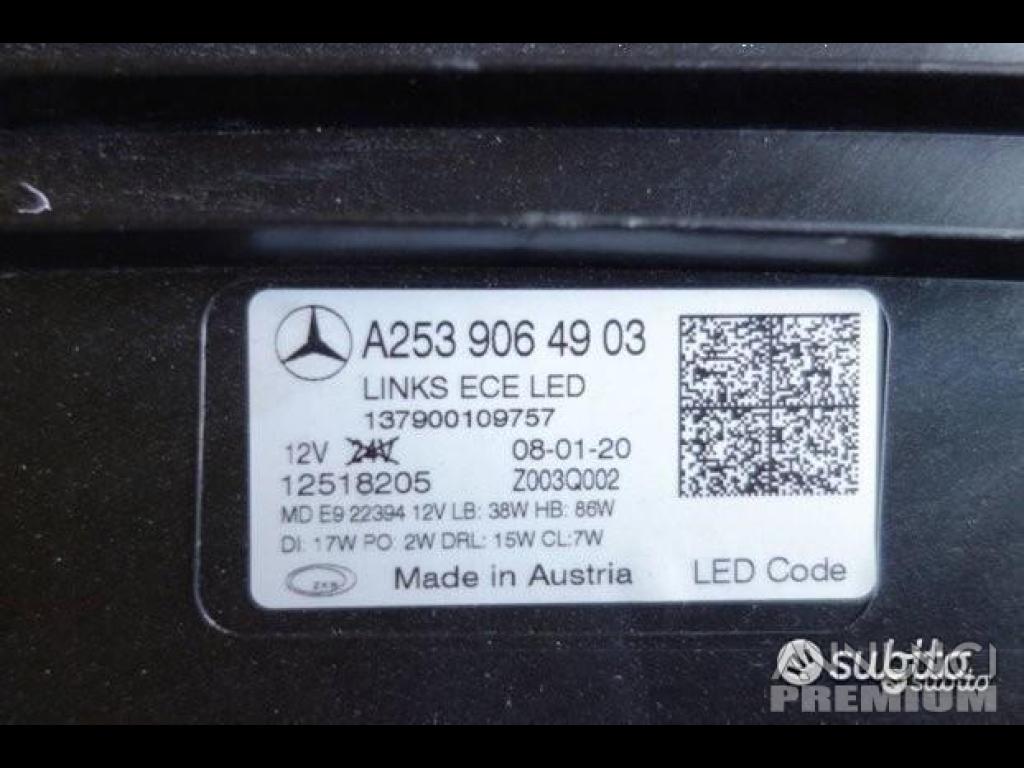 A253 906 49 03
LINKS ECE LED
137900109757
12V 24V 08-01-20
12518205 Z003Q002
MD E9 22394 12V LB: 38W HB: 86W
DI: 17W PO: 2W DRL: 15W CL:7W
ZKW Made in Austria LED Code
subito
subito
PREMIUM